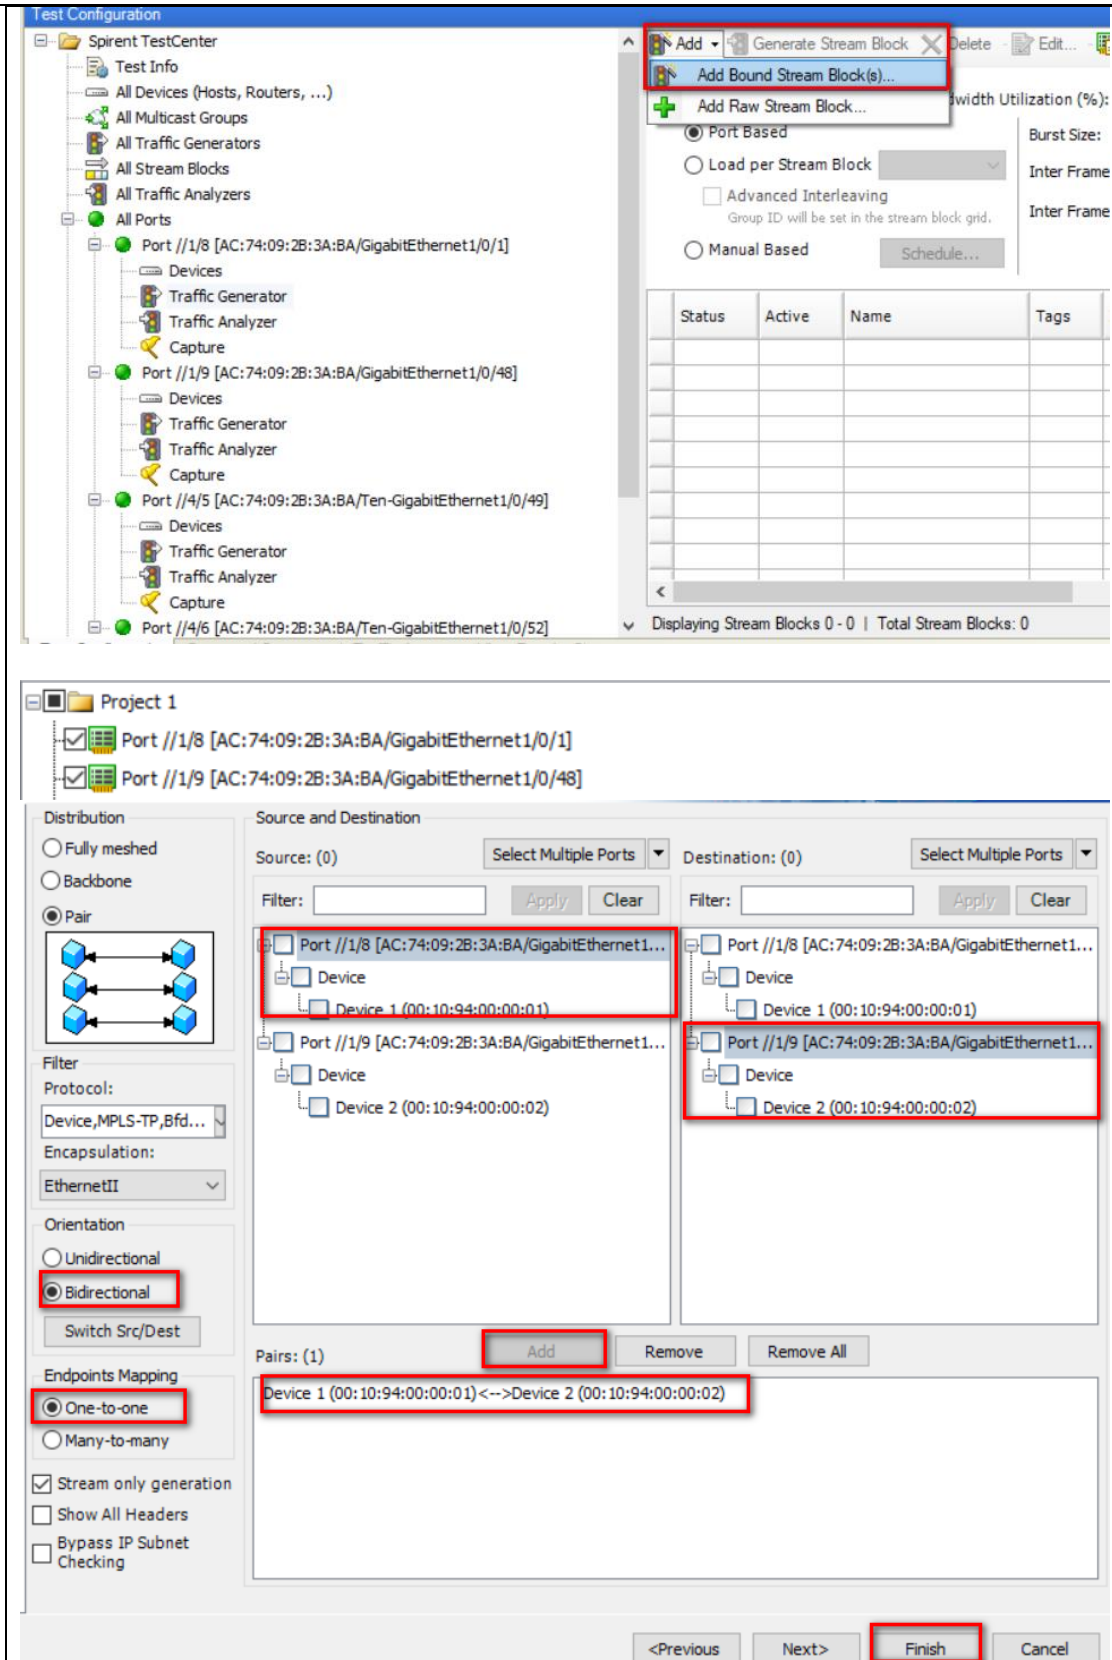 Test Configuration
Spirent TestCenter
Test Info
All Devices (Hosts, Routers, ...)
All Multicast Groups
All Traffic Generators
All Stream Blocks
All Traffic Analyzers
All Ports
Port //1/8 [AC:74:09:2B:3A:BA/GigabitEthernet1/0/1]
Devices
Traffic Generator
Traffic Analyzer
Capture
Port //1/9 [AC:74:09:2B:3A:BA/GigabitEthernet1/0/48]
Devices
Traffic Generator
Traffic Analyzer
Capture
Port //4/5 [AC:74:09:2B:3A:BA/Ten-GigabitEthernet1/0/49]
Devices
Traffic Generator
Traffic Analyzer
Capture
Port //4/6 [AC:74:09:2B:3A:BA/Ten-GigabitEthernet1/0/52]
Add Generate Stream Block Delete Edit...
Add Bound Stream Block(s)...
Add Raw Stream Block...
dwidth Utilization (%):
Port Based
Burst Size:
Load per Stream Block
Inter Frame
Advanced Interleaving
Group ID will be set in the stream block grid.
Inter Frame
Manual Based
Schedule...
Status Active Name Tags
Displaying Stream Blocks 0 - 0 | Total Stream Blocks: 0
Project 1
Port //1/8 [AC:74:09:2B:3A:BA/GigabitEthernet1/0/1]
Port //1/9 [AC:74:09:2B:3A:BA/GigabitEthernet1/0/48]
Distribution
Fully meshed
Backbone
Pair
Filter
Protocol:
Device,MPLS-TP,Bfd...
Encapsulation:
EthernetII
Orientation
Unidirectional
Bidirectional
Switch Src/Dest
Endpoints Mapping
One-to-one
Many-to-many
Stream only generation
Show All Headers
Bypass IP Subnet
Checking
Source and Destination
Source: (0) Select Multiple Ports
Filter: Apply Clear
Port //1/8 [AC:74:09:2B:3A:BA/GigabitEthernet1...
Device
Device 1 (00:10:94:00:00:01)
Port //1/9 [AC:74:09:2B:3A:BA/GigabitEthernet1...
Device
Device 2 (00:10:94:00:00:02)
Destination: (0) Select Multiple Ports
Filter: Apply Clear
Port //1/8 [AC:74:09:2B:3A:BA/GigabitEthernet1...
Device
Device 1 (00:10:94:00:00:01)
Port //1/9 [AC:74:09:2B:3A:BA/GigabitEthernet1...
Device
Device 2 (00:10:94:00:00:02)
Pairs: (1) Add Remove Remove All
Device 1 (00:10:94:00:00:01)<-->Device 2 (00:10:94:00:00:02)
<Previous Next> Finish Cancel